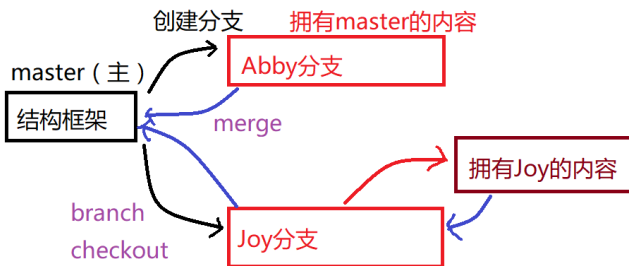 创建分支
拥有master的内容
master（主）
Abby分支
结构框架
merge
拥有Joy的内容
branch
checkout
Joy分支